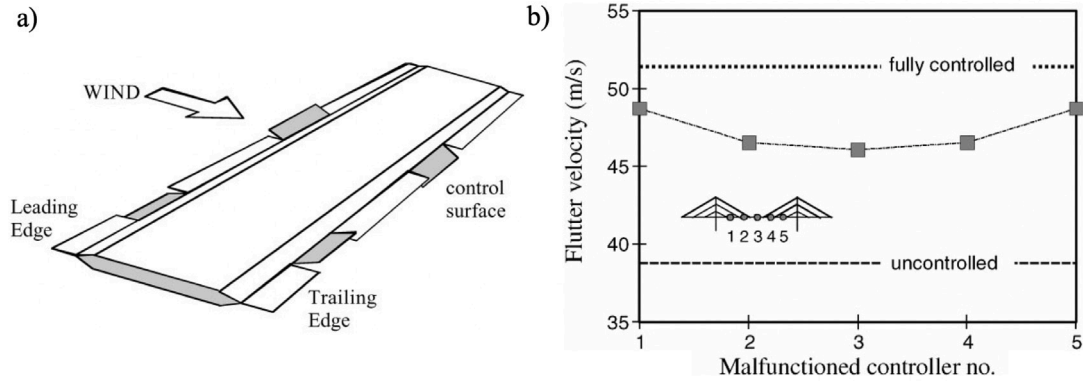 a)
WIND
Leading
Edge
control
surface
Trailing
Edge
b)
Flutter velocity (m/s)
55
50
45
40
35
fully controlled
uncontrolled
1 2 3 4 5
1 2 3 4 5
Malfunctioned controller no.